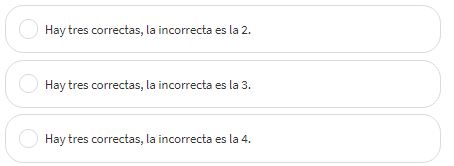 Hay tres correctas, la incorrecta es la 2.
Hay tres correctas, la incorrecta es la 3.
Hay tres correctas, la incorrecta es la 4.